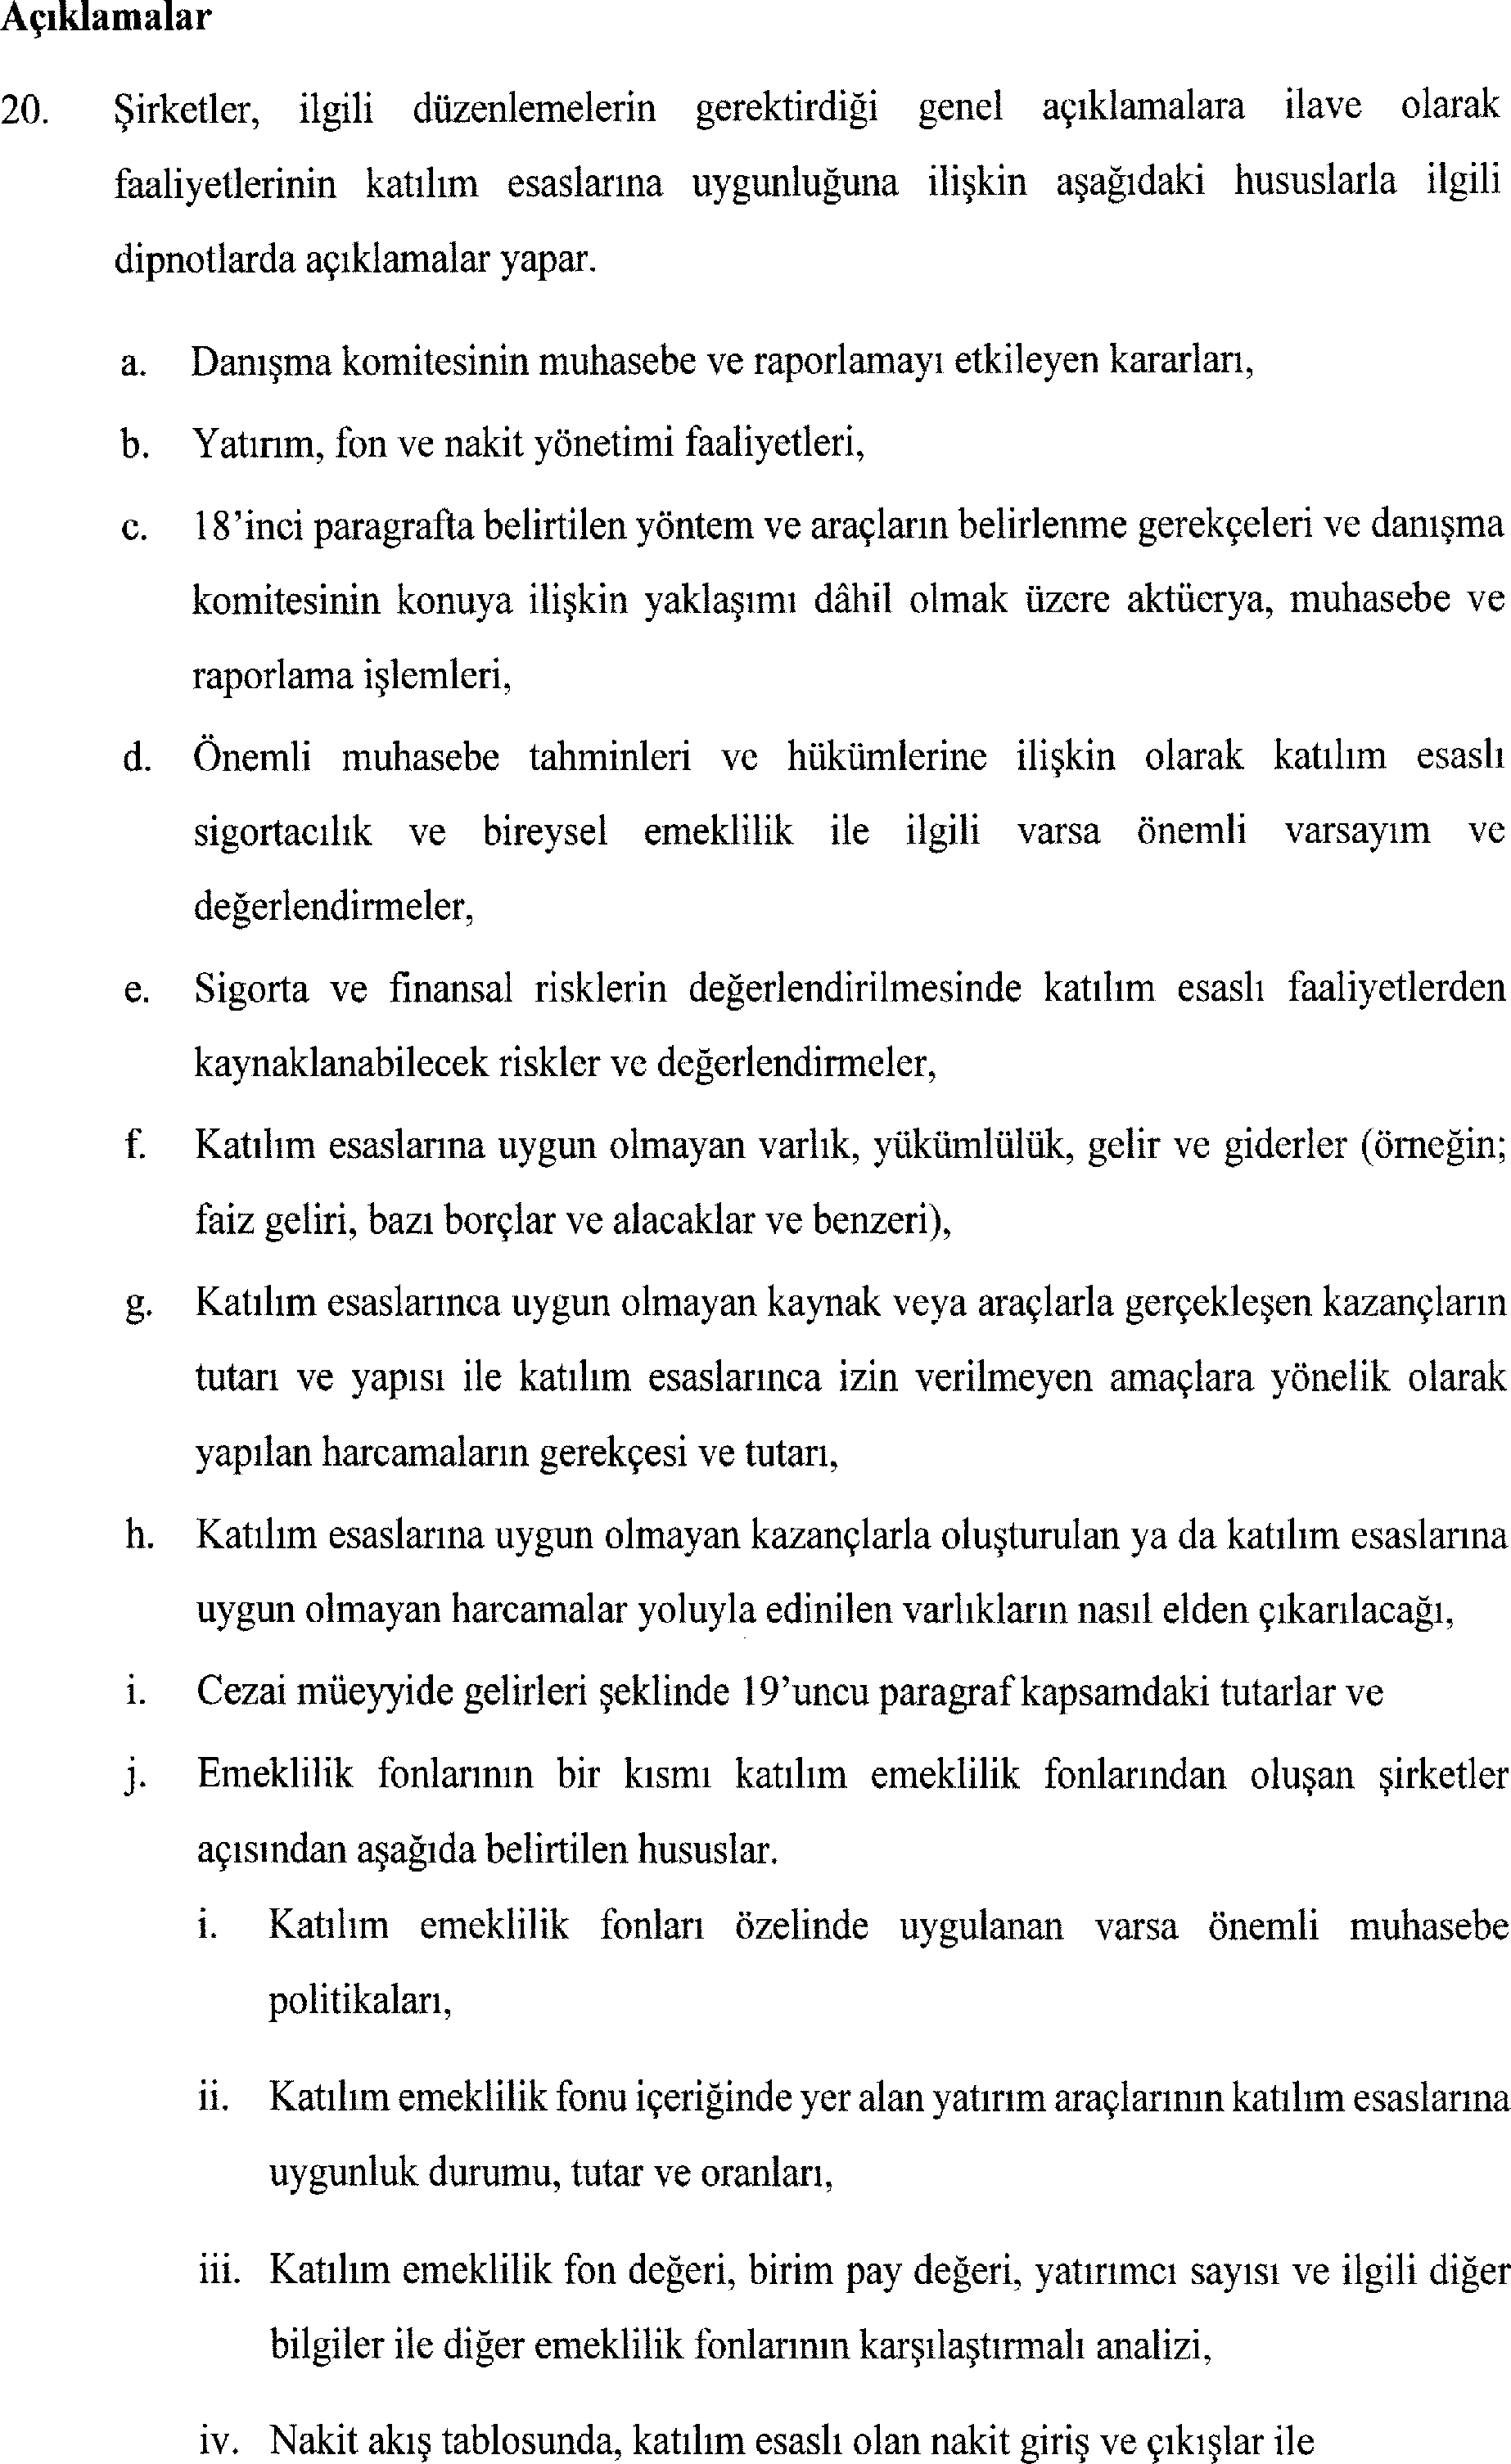 Açıklamalar
20. Şirketler, ilgili düzenlemelerin gerektirdiği genel açıklamalara ilave olarak
faaliyetlerinin katılım esaslarına uygunluğuna ilişkin aşağıdaki hususlarla ilgili
dipnotlarda açıklamalar yapar.
a. Danışma komitesinin muhasebe ve raporlamayı etkileyen kararları,
b. Yatırım, fon ve nakit yönetimi faaliyetleri,
c. 18’inci paragrafta belirtilen yöntem ve araçların belirlenme gerekçeleri ve danışma
komitesinin konuya ilişkin yaklaşımı dâhil olmak üzere aktüerya, muhasebe ve
raporlama işlemleri,
d. Önemli muhasebe tahminleri ve hükümlerine ilişkin olarak katılım esaslı
sigortacılık ve bireysel emeklilik ile ilgili varsa önemli varsayım ve
değerlendirmeler,
e. Sigorta ve finansal risklerin değerlendirilmesinde katılım esaslı faaliyetlerden
kaynaklanabilecek riskler ve değerlendirmeler,
f. Katılım esaslarına uygun olmayan varlık, yükümlülük, gelir ve giderler (örneğin;
faiz geliri, bazı borçlar ve alacaklar ve benzeri),
g. Katılım esaslarınca uygun olmayan kaynak veya araçlarla gerçekleşen kazançların
tutarı ve yapısı ile katılım esaslarınca izin verilmeyen amaçlara yönelik olarak
yapılan harcamaların gerekçesi ve tutarı,
h. Katılım esaslarına uygun olmayan kazançlarla oluşturulan ya da katılım esaslarına
uygun olmayan harcamalar yoluyla edinilen varlıkların nasıl elden çıkarılacağı,
i. Cezai müeyyide gelirleri şeklinde 19’uncu paragraf kapsamdaki tutarlar ve
j. Emeklilik fonlarının bir kısmı katılım emeklilik fonlarından oluşan şirketler
açısından aşağıda belirtilen hususlar.
i. Katılım emeklilik fonları özelinde uygulanan varsa önemli muhasebe
politikaları,
ii. Katılım emeklilik fonu içeriğinde yer alan yatırım araçlarının katılım esaslarına
uygunluk durumu, tutar ve oranları,
iii. Katılım emeklilik fon değeri, birim pay değeri, yatırımcı sayısı ve ilgili diğer
bilgiler ile diğer emeklilik fonlarının karşılaştırmalı analizi,
iv. Nakit akış tablosunda, katılım esaslı olan nakit giriş ve çıkışlar ile